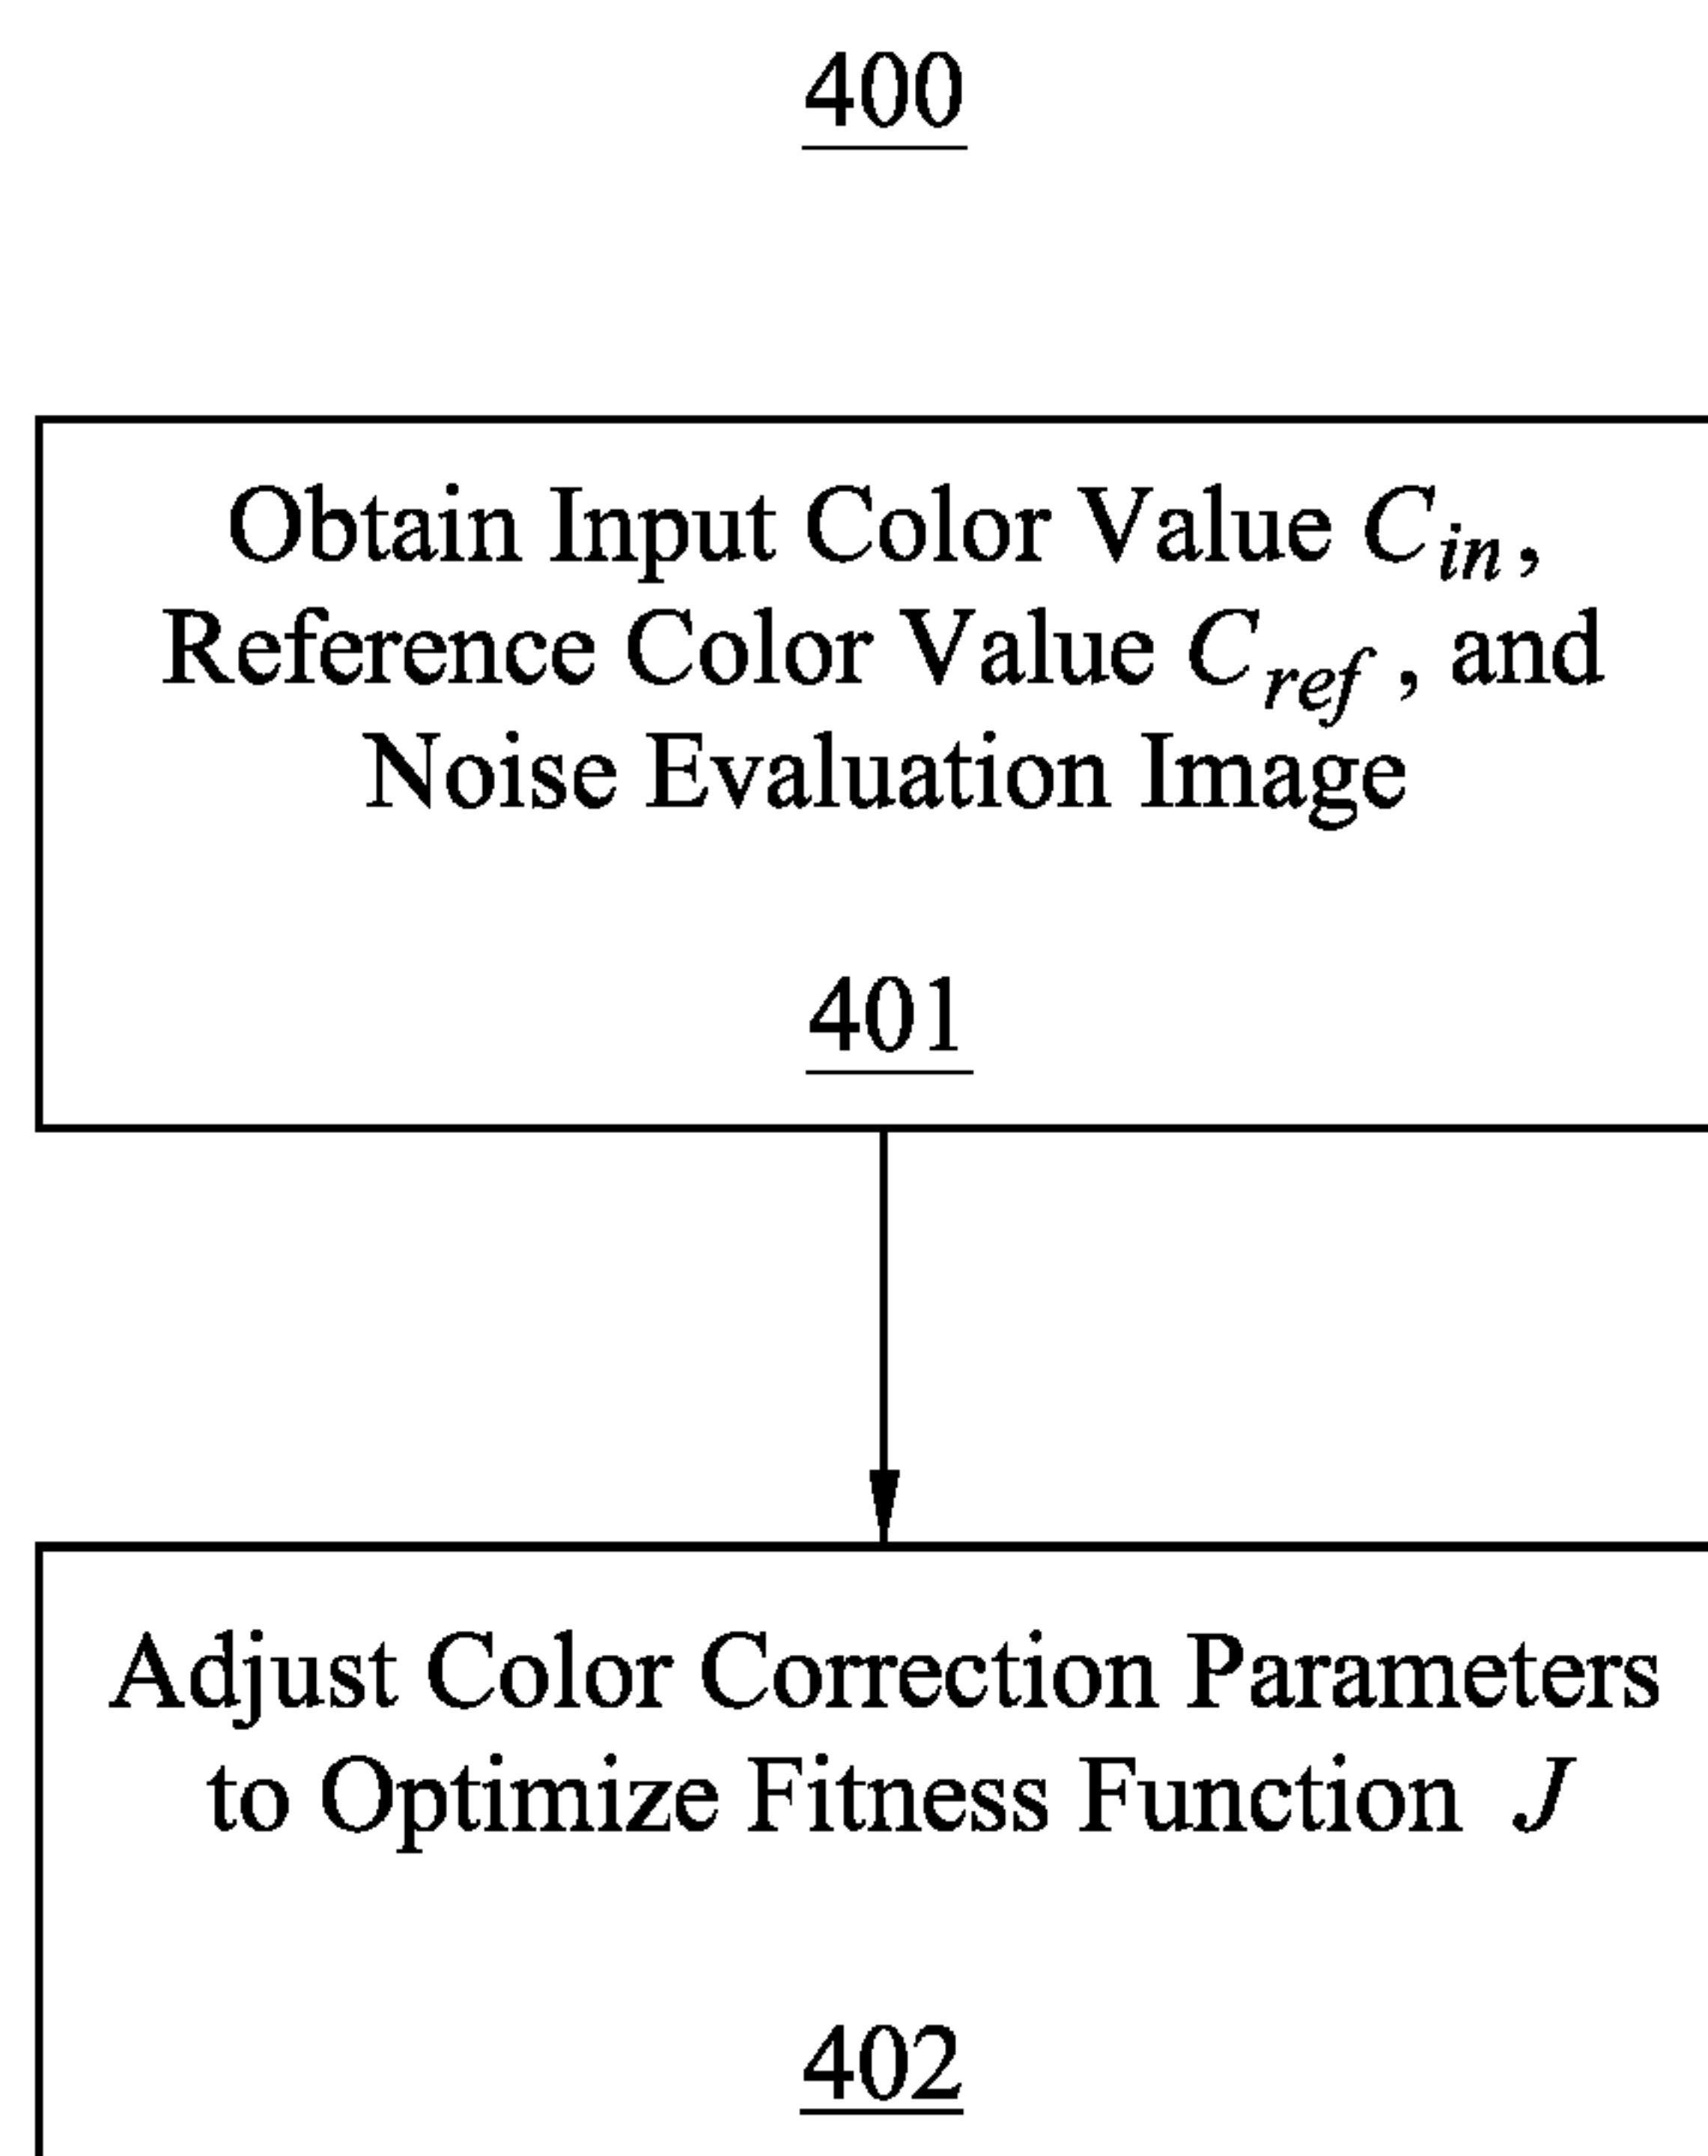 400
Obtain Input Color Value C_in,
Reference Color Value C_ref , and
Noise Evaluation Image
401
Adjust Color Correction Parameters
to Optimize Fitness Function J
402